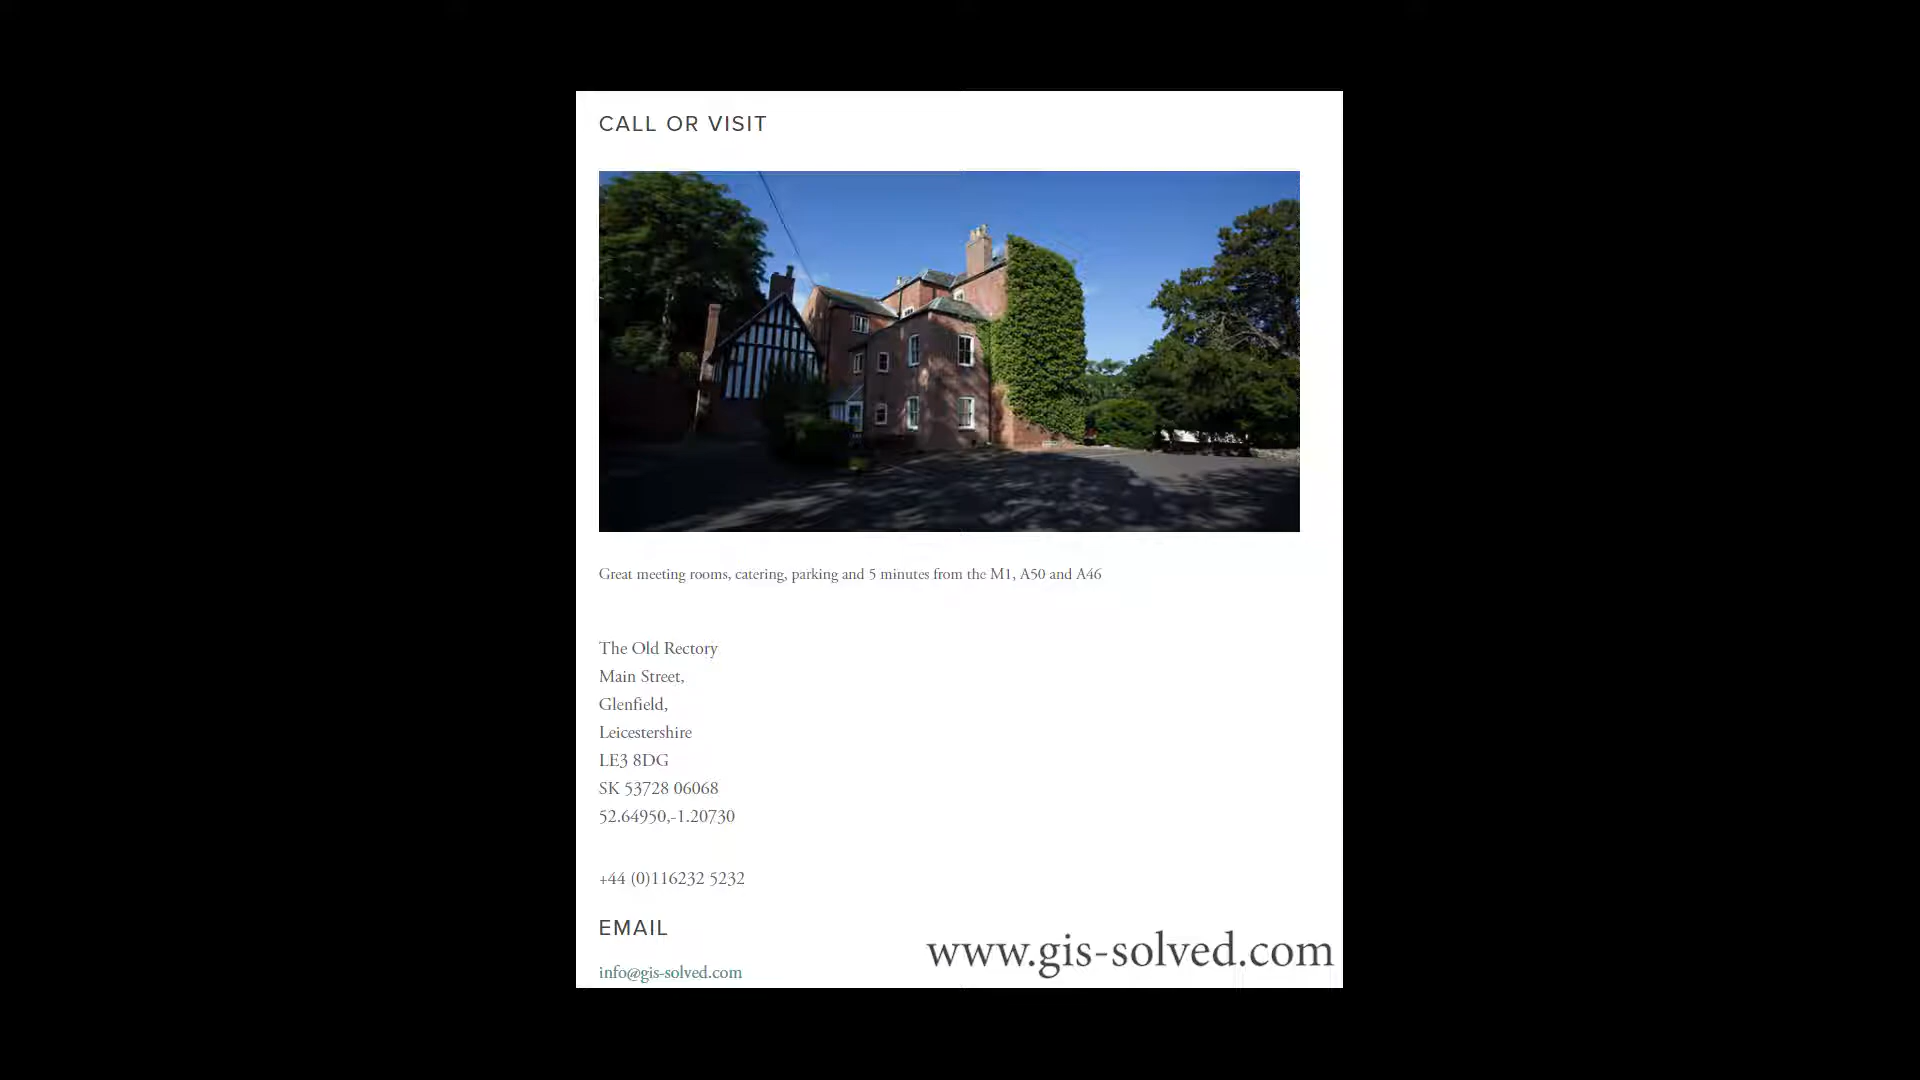 CALL OR VISIT
Great meeting rooms, catering, parking and 5 minutes from the M1, A50 and A46
The Old Rectory
Main Street,
Glenfield,
Leicestershire
LE3 8DG
SK 53728 06068
52.64950,-1.20730
+44 (0)116232 5232
EMAIL
info@gis-solved.com
www.gis-solved.com